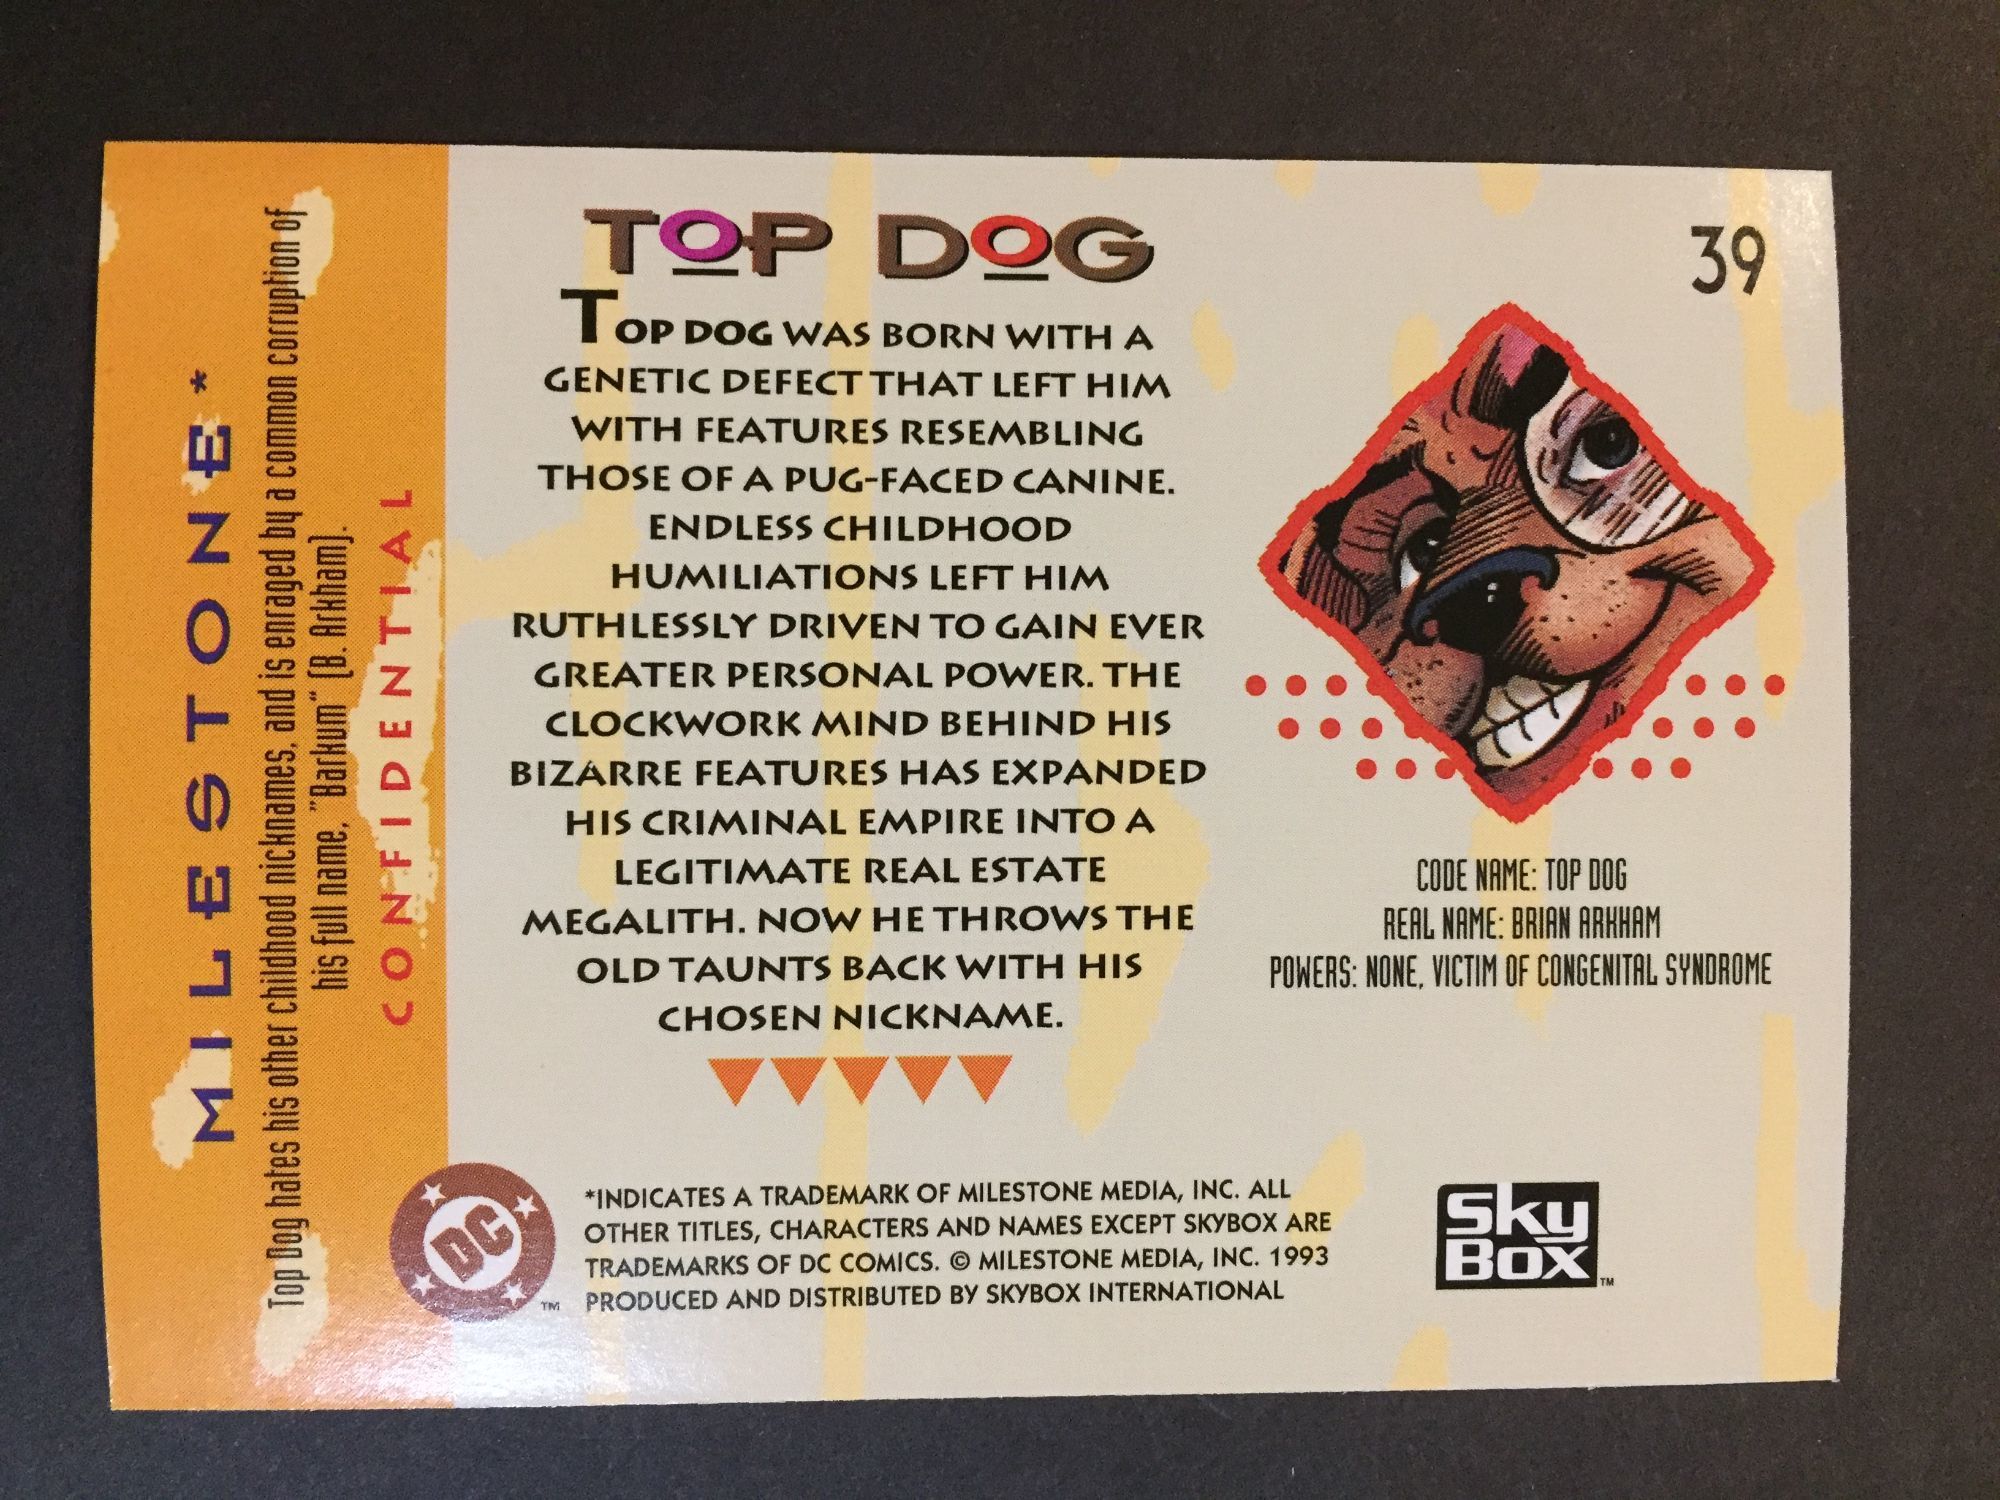 MILESTONE*
Top Dog hates his other childhood nicknames, and is enraged by a common corruption of
his full name, "Barkum" (B. Arkham).
CONFIDENTIAL
TOP DOG
39
TOP DOG WAS BORN WITH A
GENETIC DEFECT THAT LEFT HIM
WITH FEATURES RESEMBLING
THOSE OF A PUG-FACED CANINE.
ENDLESS CHILDHOOD
HUMILIATIONS LEFT HIM
RUTHLESSLY DRIVEN TO GAIN EVER
GREATER PERSONAL POWER. THE
CLOCKWORK MIND BEHIND HIS
BIZARRE FEATURES HAS EXPANDED
HIS CRIMINAL EMPIRE INTO A
LEGITIMATE REAL ESTATE
MEGALITH. NOW HE THROWS THE
OLD TAUNTS BACK WITH HIS
CHOSEN NICKNAME.
CODE NAME: TOP DOG
REAL NAME: BRIAN ARKHAM
POWERS: NONE, VICTIM OF CONGENITAL SYNDROME
DC
TM
*INDICATES A TRADEMARK OF MILESTONE MEDIA, INC. ALL
OTHER TITLES, CHARACTERS AND NAMES EXCEPT SKYBOX ARE
TRADEMARKS OF DC COMICS. © MILESTONE MEDIA, INC. 1993
PRODUCED AND DISTRIBUTED BY SKYBOX INTERNATIONAL
Sky
Box
TM